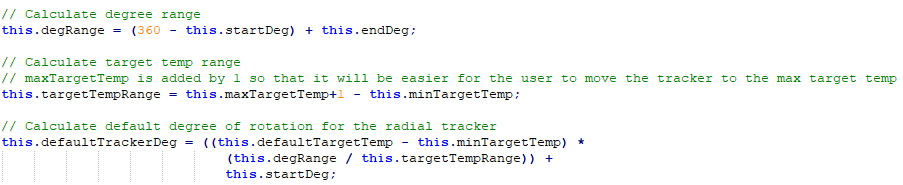 // Calculate degree range
this.degRange = (360 - this.startDeg) + this.endDeg;
// Calculate target temp range
// maxTargetTemp is added by 1 so that it will be easier for the user to move the tracker to the max target temp
this.targetTempRange = this.maxTargetTemp+1 - this.minTargetTemp;
// Calculate default degree of rotation for the radial tracker
this.defaultTrackerDeg = ((this.defaultTargetTemp - this.minTargetTemp) *
(this.degRange / this.targetTempRange)) +
this.startDeg;